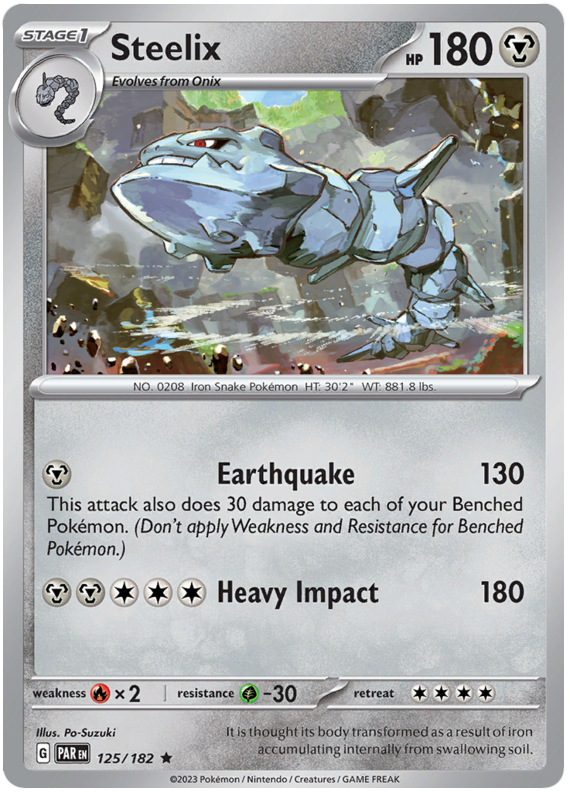 STAGE1
Steelix
HP 180
Evolves from Onix
NO. 0208 Iron Snake Pokémon HT: 30'2" WT: 881.8 lbs.
Earthquake 130
This attack also does 30 damage to each of your Benched
Pokémon. (Don't apply Weakness and Resistance for Benched
Pokémon.)
Heavy Impact 180
weakness ×2 resistance -30 retreat
Illus. Po-Suzuki
It is thought its body transformed as a result of iron
accumulating internally from swallowing soil.
G PAR EN 125/182 ★
©2023 Pokémon / Nintendo / Creatures / GAME FREAK